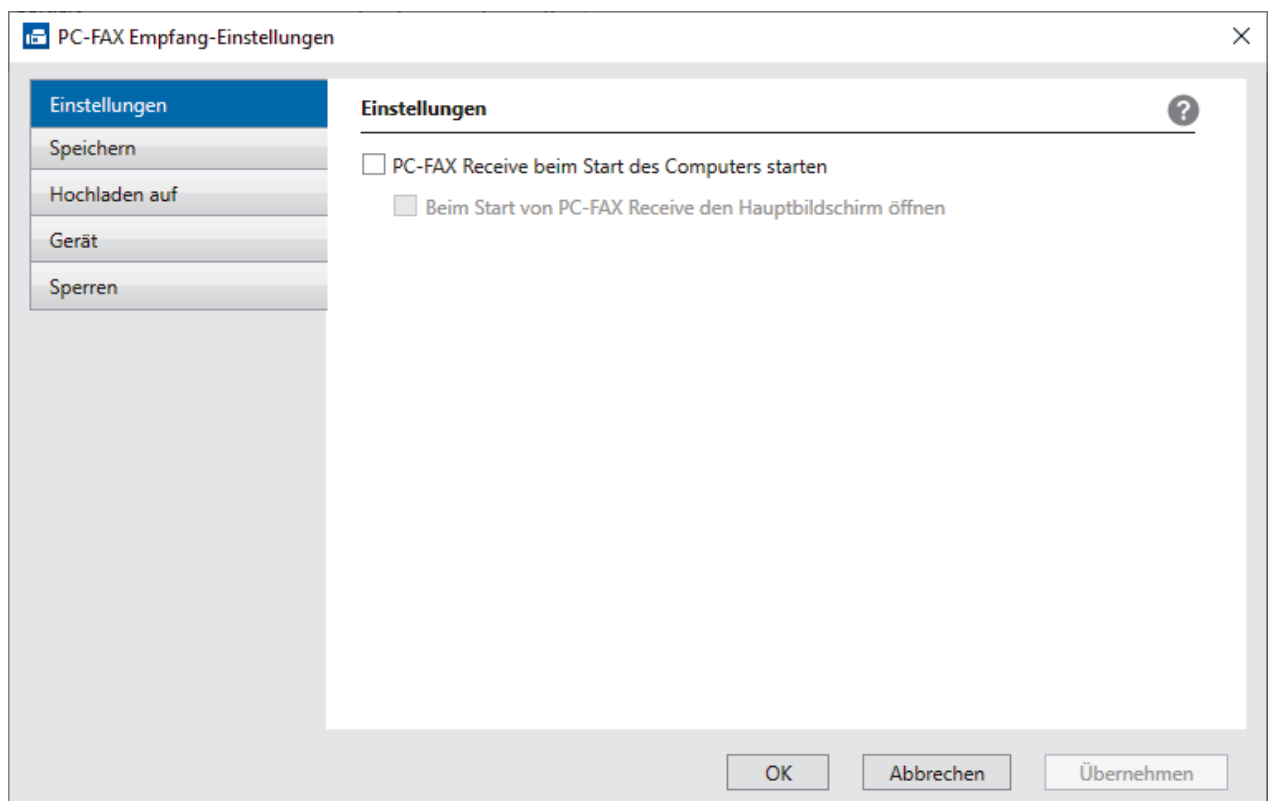 PC-FAX Empfang-Einstellungen
Einstellungen
Speichern
Hochladen auf
Gerät
Sperren
Einstellungen
?
PC-FAX Receive beim Start des Computers starten
Beim Start von PC-FAX Receive den Hauptbildschirm öffnen
OK
Abbrechen
Übernehmen